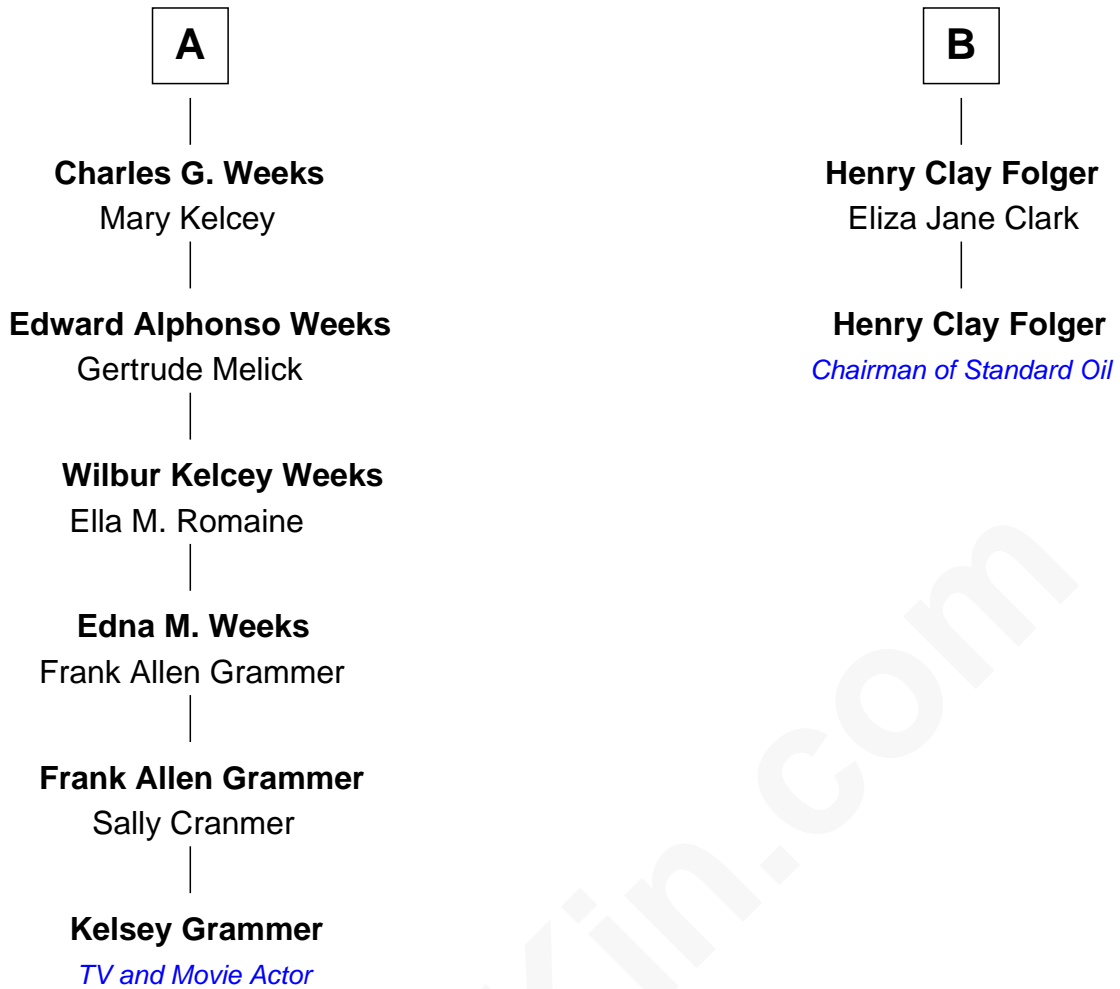 A
Charles G. Weeks
Mary Kelcey
Edward Alphonso Weeks
Gertrude Melick
Wilbur Kelcey Weeks
Ella M. Romaine
Edna M. Weeks
Frank Allen Grammer
Frank Allen Grammer
Sally Cranmer
Kelsey Grammer
TV and Movie Actor
B
Henry Clay Folger
Eliza Jane Clark
Henry Clay Folger
Chairman of Standard Oil
Kin.com